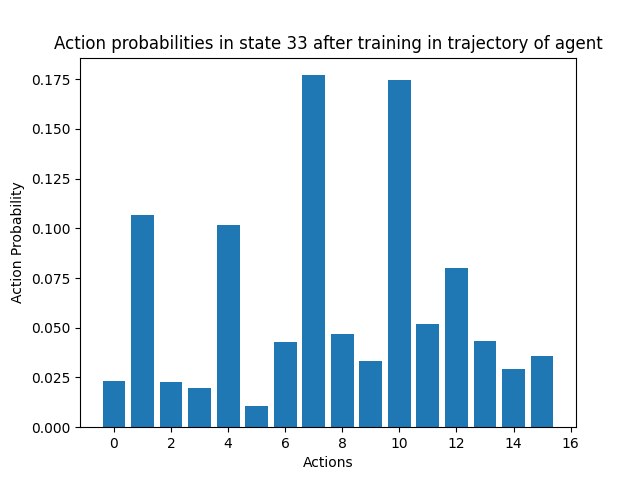 Action probabilities in state 33 after training in trajectory of agent
Action Probability
0.175
0.150
0.125
0.100
0.075
0.050
0.025
0.000
0 2 4 6 8 10 12 14 16
Actions